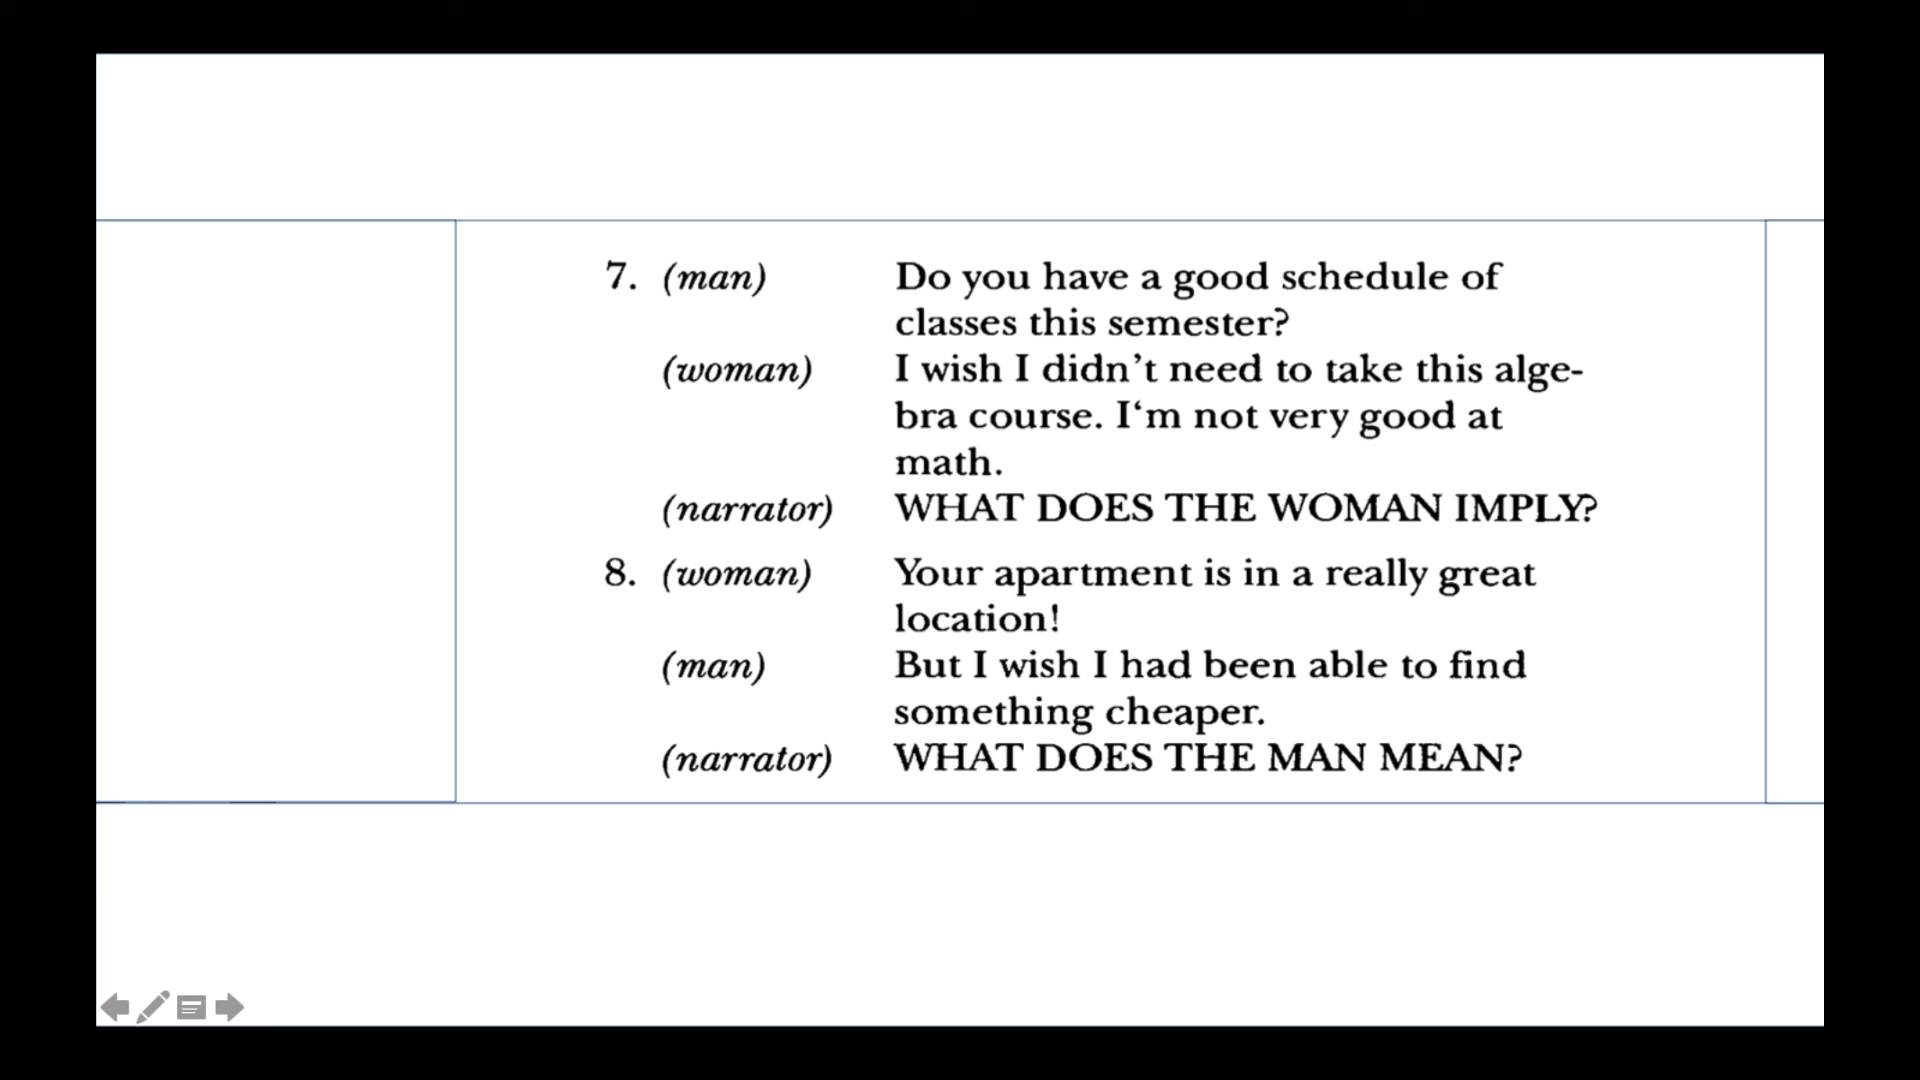 7. (man) Do you have a good schedule of
classes this semester?
(woman) I wish I didn’t need to take this alge-
bra course. I‘m not very good at
math.
(narrator) WHAT DOES THE WOMAN IMPLY?
8. (woman) Your apartment is in a really great
location!
(man) But I wish I had been able to find
something cheaper.
(narrator) WHAT DOES THE MAN MEAN?